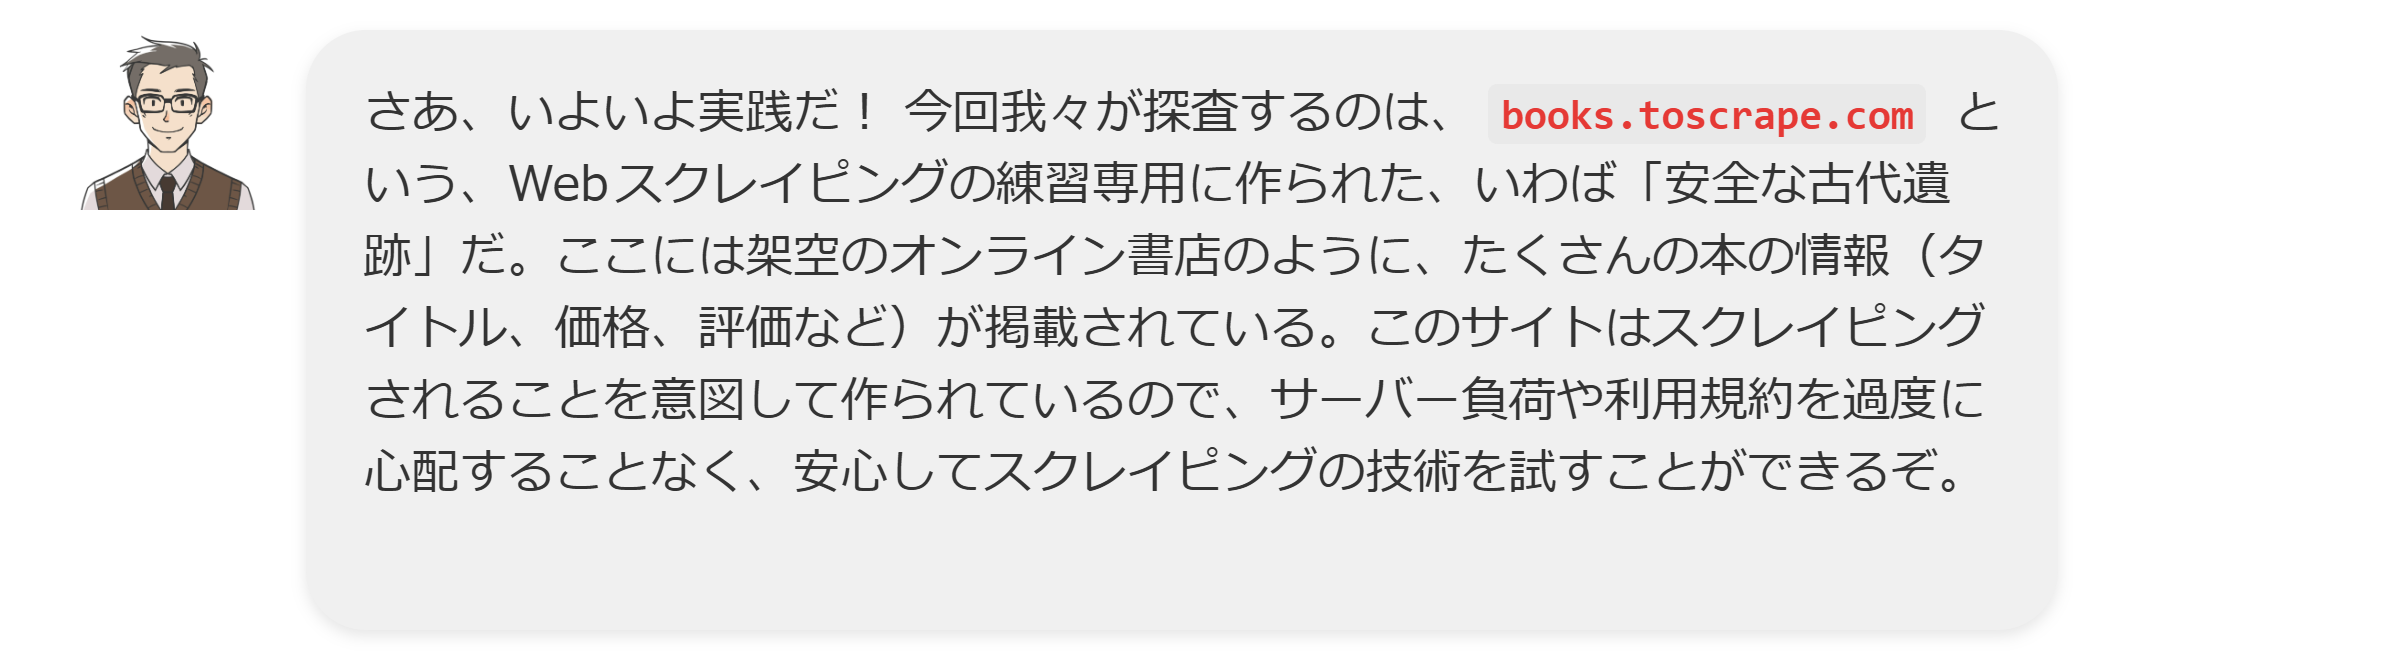 さあ、いよいよ実践だ！ 今回我々が探査するのは、 books.toscrape.com と
いう、Webスクレイピングの練習専用に作られた、いわば「安全な古代遺
跡」だ。ここには架空のオンライン書店のように、たくさんの本の情報（タ
イトル、価格、評価など）が掲載されている。このサイトはスクレイピング
されることを意図して作られているので、サーバー負荷や利用規約を過度に
心配することなく、安心してスクレイピングの技術を試すことができるぞ。